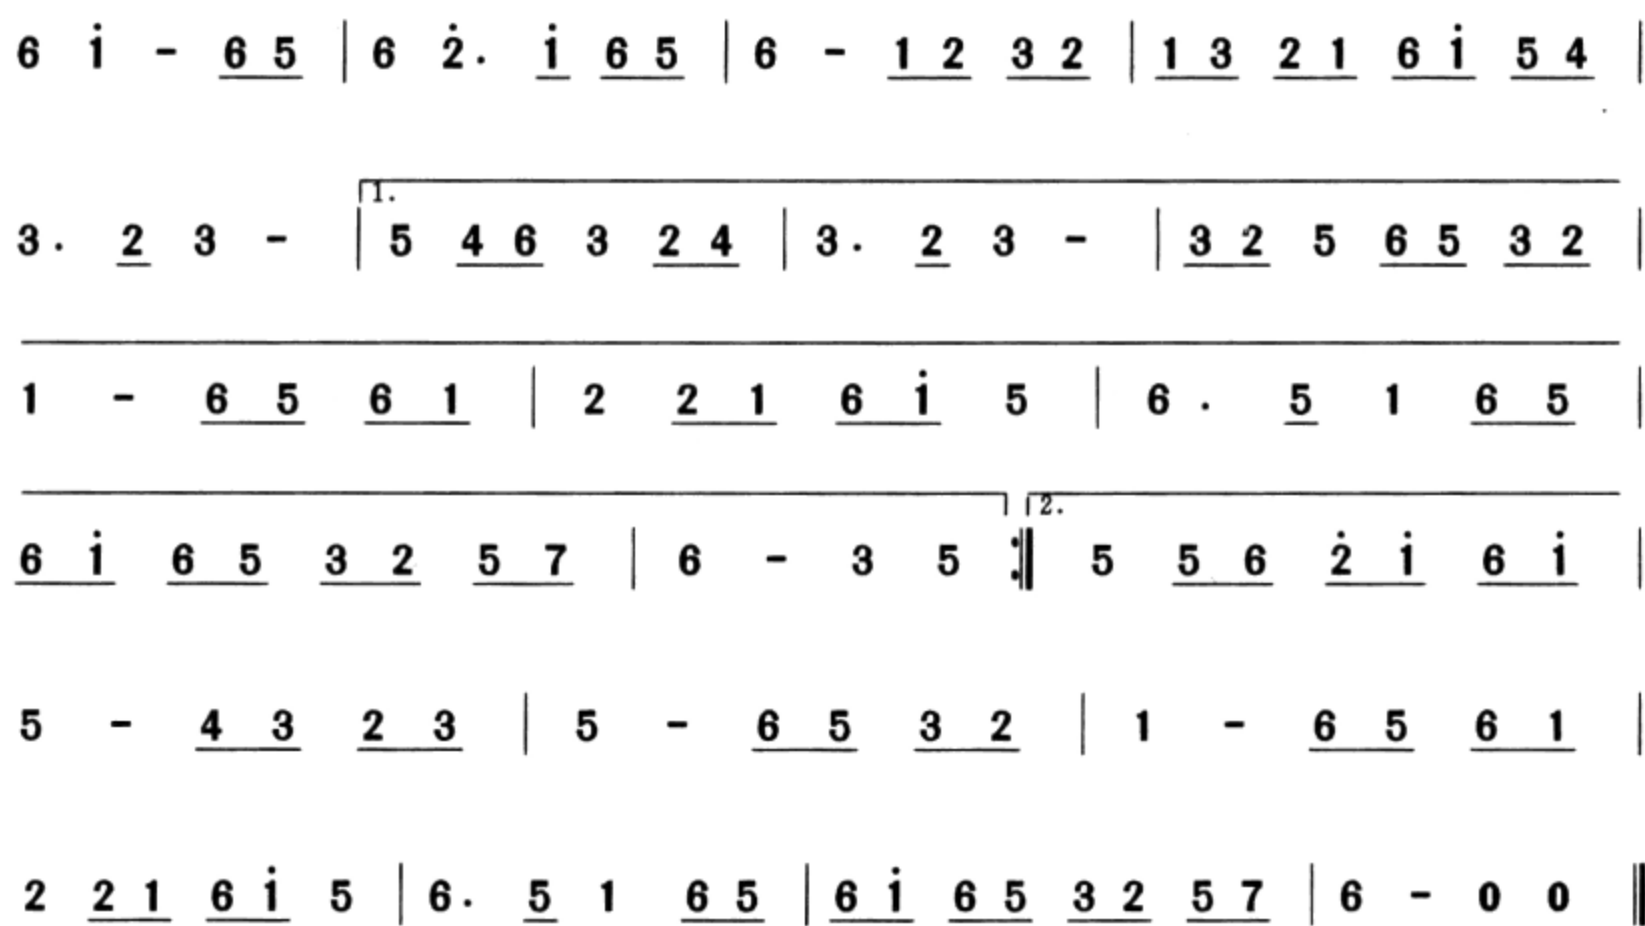 6 i̇ - 6 5 | 6 2̇. i̇ 6 5 | 6 - 1 2 3 2 | 1 3 2 1 6 i̇ 5 4 |
1.
3. 2 3 - | 5 4 6 3 2 4 | 3. 2 3 - | 3 2 5 6 5 3 2 |
1 - 6 5 6 1 | 2 2 1 6 i̇ 5 | 6. 5 1 6 5 |
2.
6 i̇ 6 5 3 2 5 7 | 6 - 3 5 :‖ 5 5 6 2̇ i̇ 6 i̇ |
5 - 4 3 2 3 | 5 - 6 5 3 2 | 1 - 6 5 6 1 |
2 2 1 6 i̇ 5 | 6. 5 1 6 5 | 6 i̇ 6 5 3 2 5 7 | 6 - 0 0 ‖